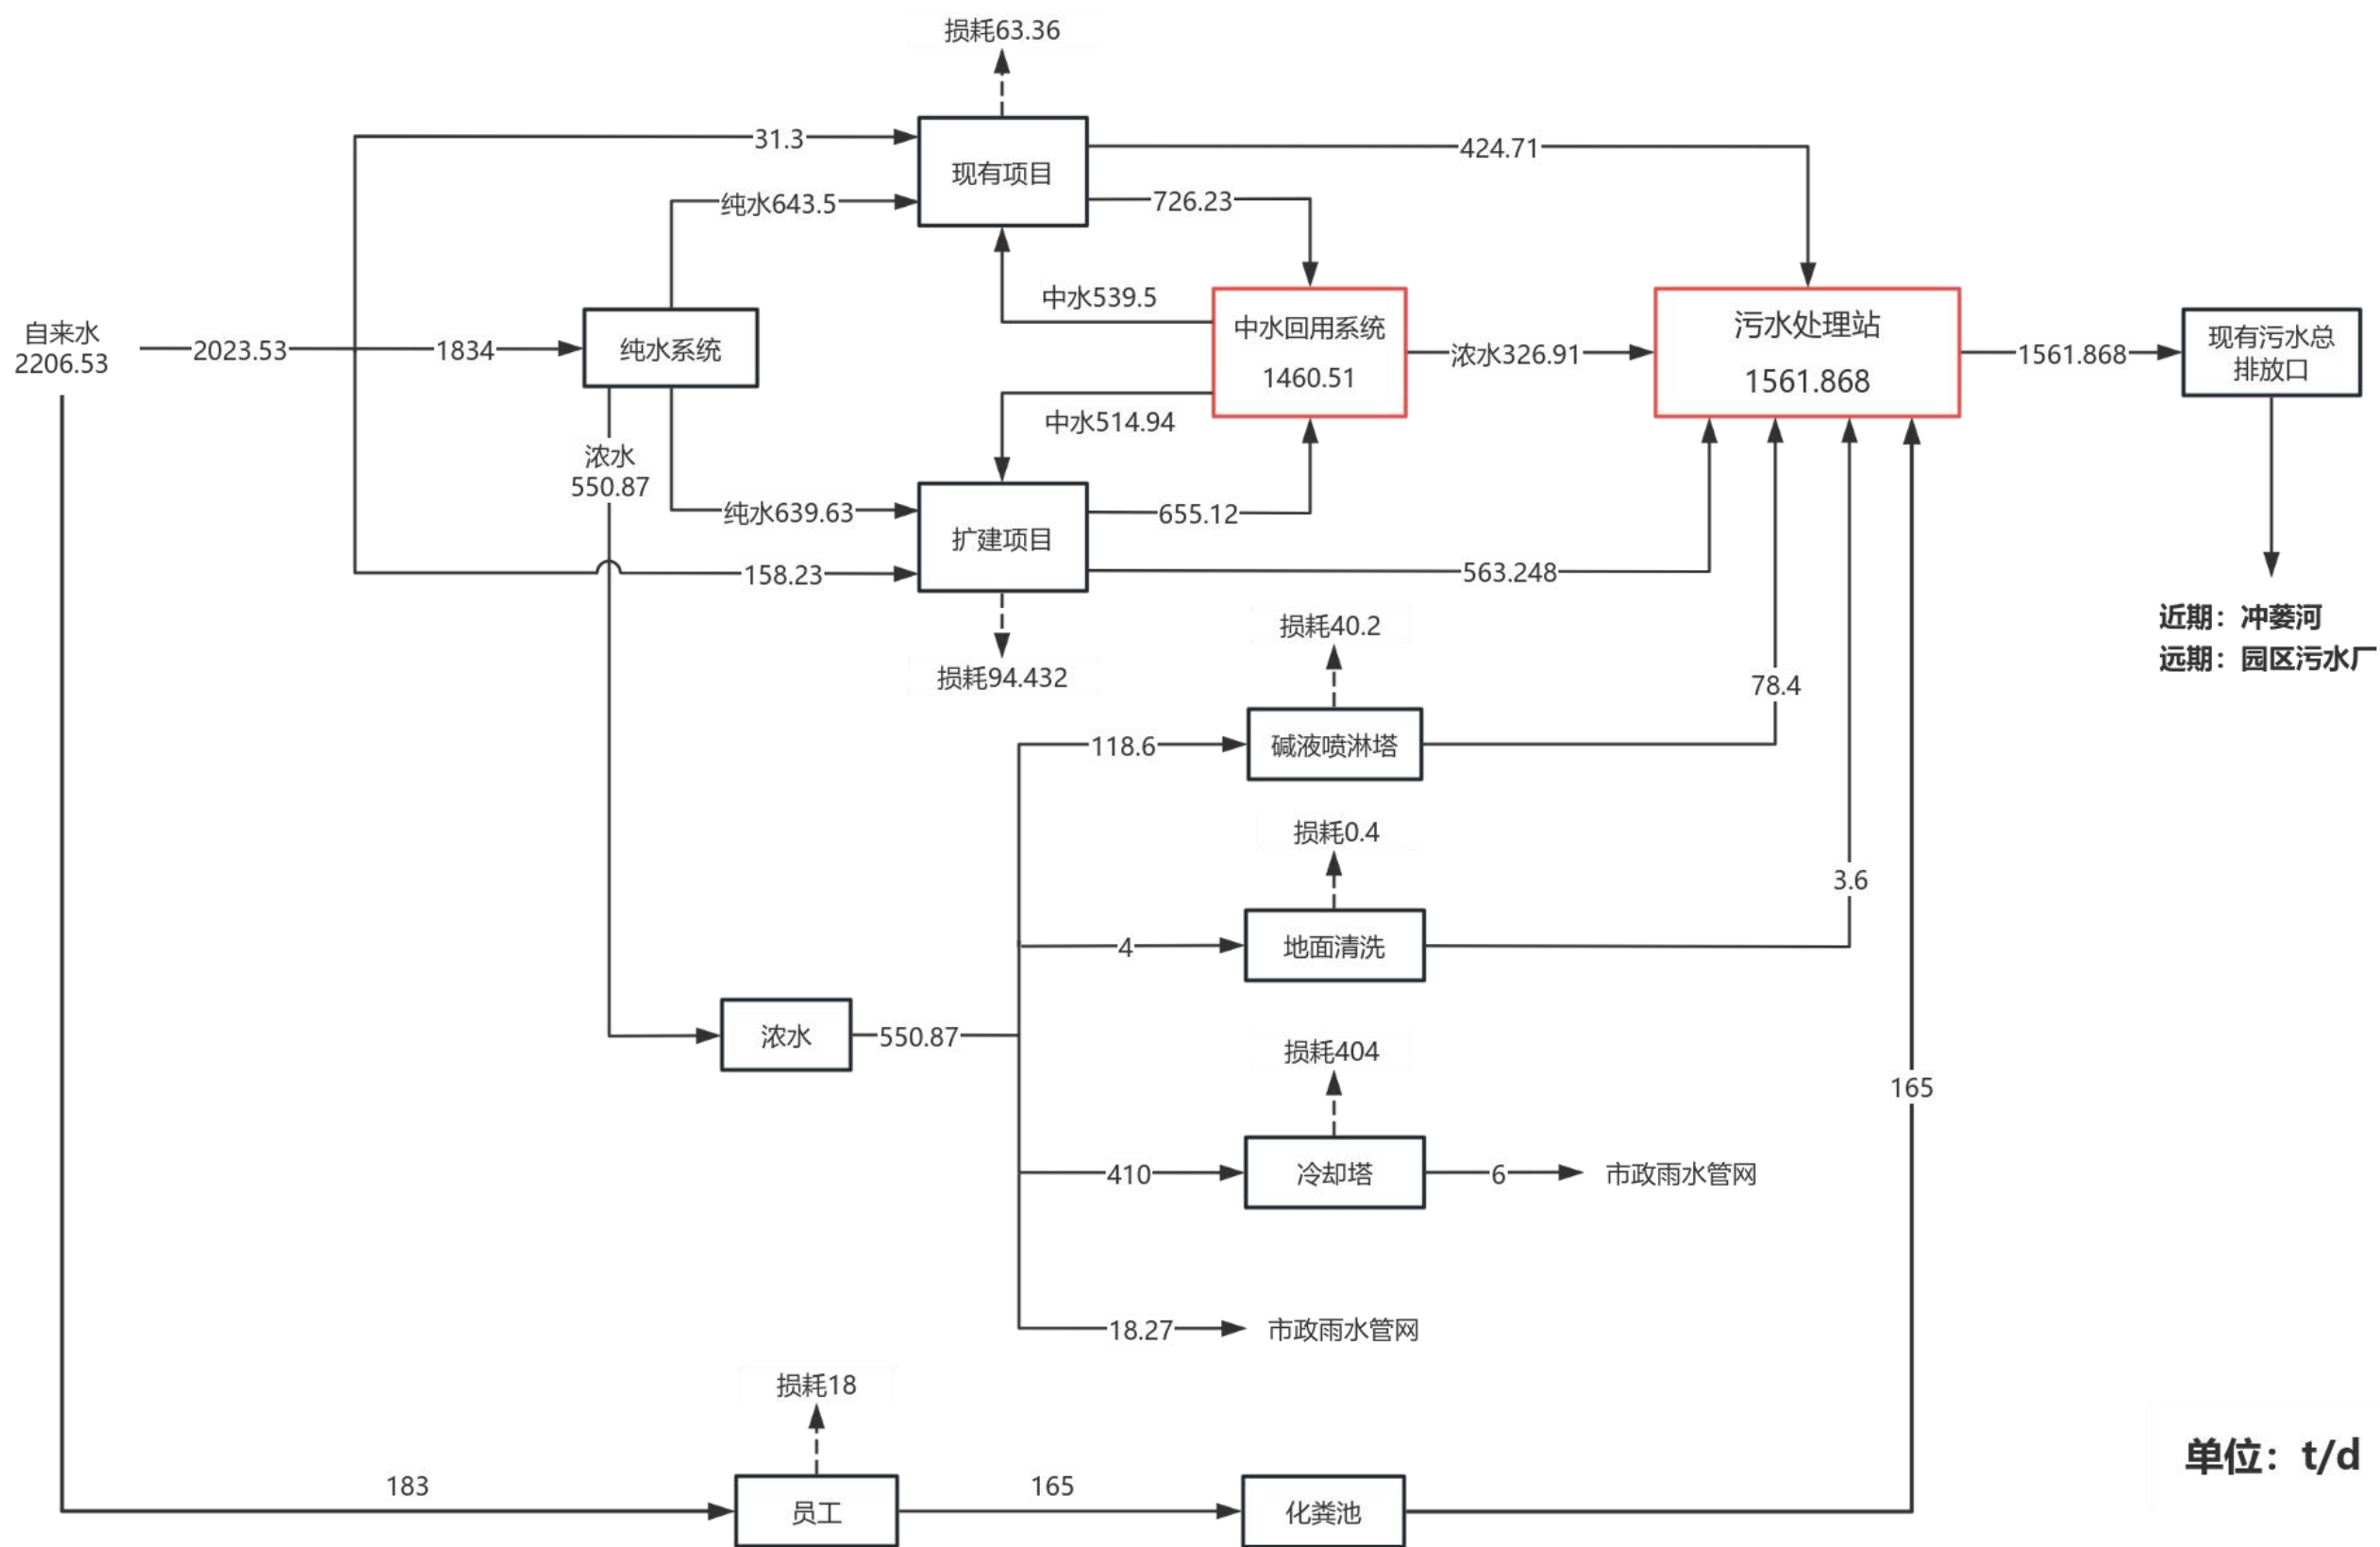 损耗63.36
31.3
现有项目
424.71
纯水643.5
726.23
中水539.5
自来水
2206.53
2023.53
1834
纯水系统
中水回用系统
1460.51
浓水326.91
污水处理站
1561.868
1561.868
现有污水总
排放口
中水514.94
浓水
550.87
纯水639.63
扩建项目
655.12
158.23
563.248
近期：冲蒌河
远期：园区污水厂
损耗94.432
损耗40.2
78.4
118.6
碱液喷淋塔
损耗0.4
3.6
4
地面清洗
浓水
550.87
损耗404
165
410
冷却塔
6
市政雨水管网
18.27
市政雨水管网
损耗18
183
员工
165
化粪池
单位：t/d